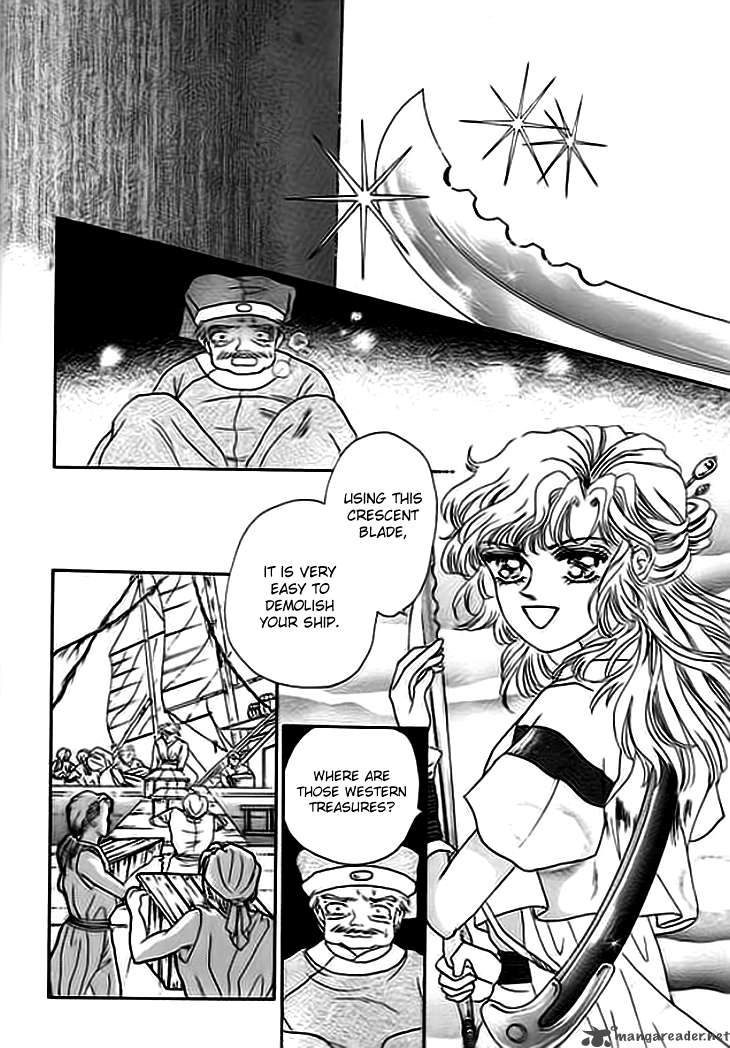 USING THIS
CRESCENT
BLADE,
IT IS VERY
EASY TO
DEMOLISH
YOUR SHIP.
WHERE ARE
THOSE WESTERN
TREASURES?
mangareader.net